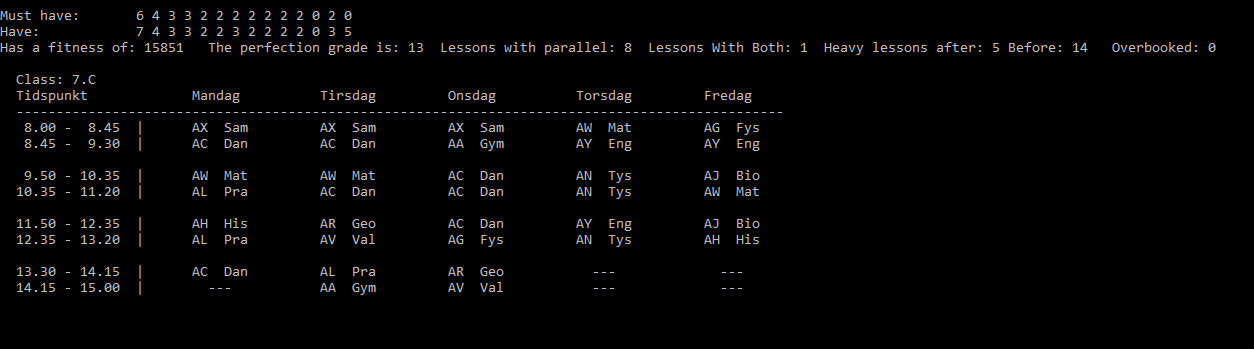 Must have:       6 4 3 3 2 2 2 2 2 2 2 0 2 0
Have:            7 4 3 3 2 2 3 2 2 2 2 0 3 5
Has a fitness of: 15851   The perfection grade is: 13  Lessons with parallel: 8  Lessons With Both: 1  Heavy lessons after: 5 Before: 14   Overbooked: 0
Class: 7.C
Tidspunkt             Mandag          Tirsdag         Onsdag          Torsdag         Fredag
------------------------------------------------------------------------------------------------
8.00 -  8.45  |      AX  Sam         AX  Sam         AX  Sam         AW  Mat         AG  Fys
8.45 -  9.30  |      AC  Dan         AC  Dan         AA  Gym         AY  Eng         AY  Eng
9.50 - 10.35  |      AW  Mat         AW  Mat         AC  Dan         AN  Tys         AJ  Bio
10.35 - 11.20  |      AL  Pra         AC  Dan         AC  Dan         AN  Tys         AW  Mat
11.50 - 12.35  |      AH  His         AR  Geo         AC  Dan         AY  Eng         AJ  Bio
12.35 - 13.20  |      AL  Pra         AV  Val         AG  Fys         AN  Tys         AH  His
13.30 - 14.15  |      AC  Dan         AL  Pra         AR  Geo           ---             ---
14.15 - 15.00  |        ---           AA  Gym         AV  Val           ---             ---